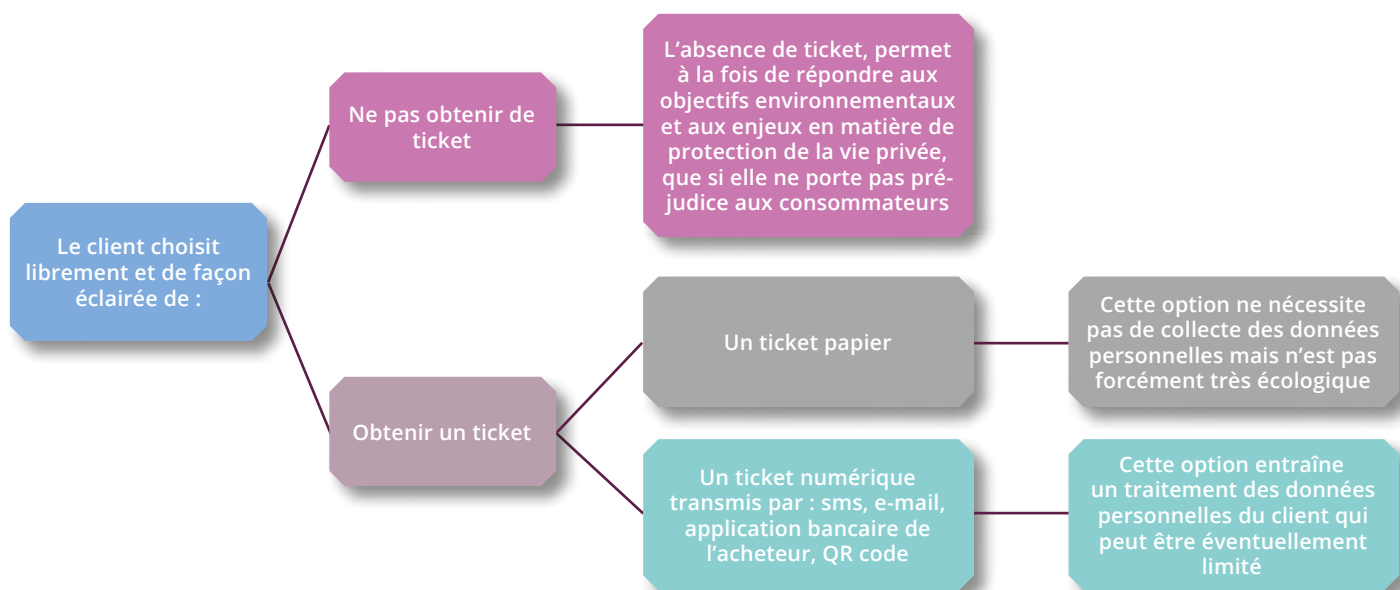 Le client choisit
librement et de façon
éclairée de :
Ne pas obtenir de
ticket
L'absence de ticket, permet
à la fois de répondre aux
objectifs environnementaux
et aux enjeux en matière de
protection de la vie privée,
que si elle ne porte pas pré-
judice aux consommateurs
Obtenir un ticket
Un ticket papier
Cette option ne nécessite
pas de collecte des données
personnelles mais n'est pas
forcément très écologique
Un ticket numérique
transmis par : sms, e-mail,
application bancaire de
l'acheteur, QR code
Cette option entraîne
un traitement des données
personnelles du client qui
peut être éventuellement
limité